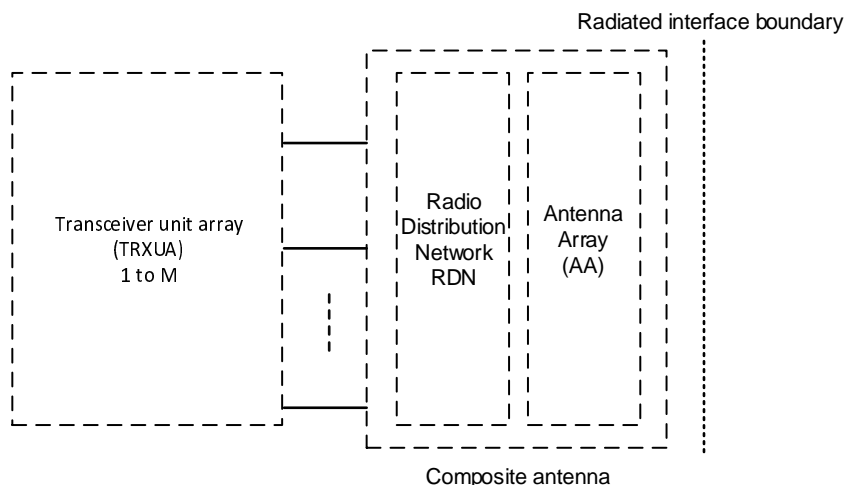 Radiated interface boundary
Transceiver unit array
(TRXUA)
1 to M
Radio
Distribution
Network
RDN
Antenna
Array
(AA)
Composite antenna